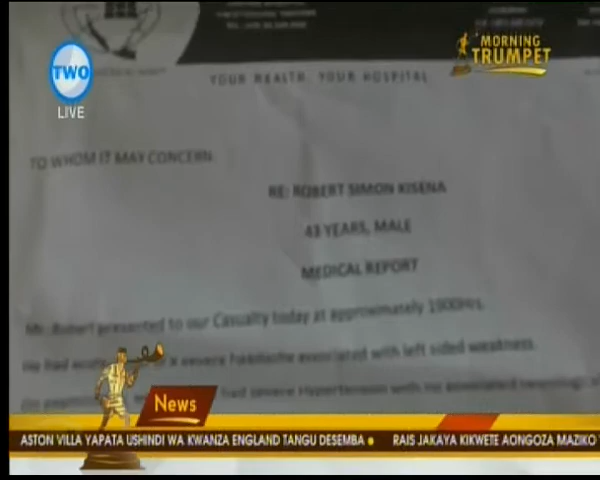 YOUR HEALTH, YOUR HOSPITAL
MORNING
TRUMPET
TWO
LIVE
TO WHOM IT MAY CONCERN
RE: ROBERT SIMON KISENA
43 YEARS, MALE
MEDICAL REPORT
Mr. Robert presented to our Casualty today at approximately 1900Hrs.
He had a severe headache associated with left sided weakness.
had severe Hypertension with no associated
News
ASTON VILLA YAPATA USHINDI WA KWANZA ENGLAND TANGU DESEMBA ● RAIS JAKAYA KIKWETE AONGOZA MAZIKO